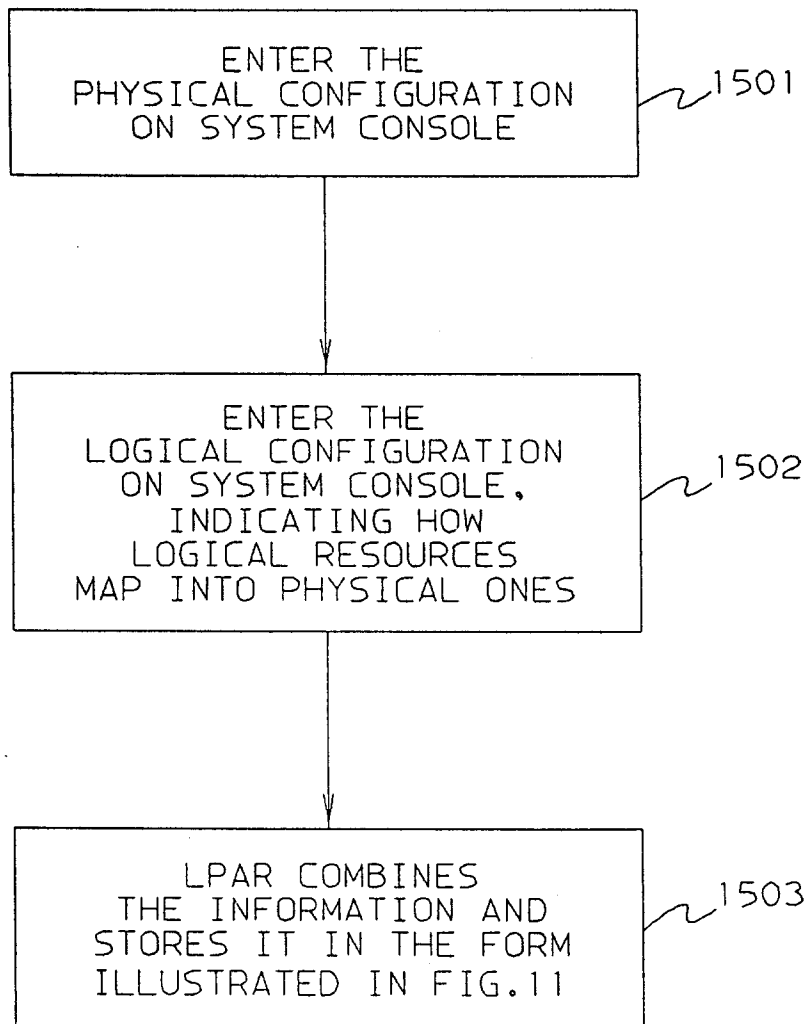 ENTER THE
PHYSICAL CONFIGURATION
ON SYSTEM CONSOLE
1501
ENTER THE
LOGICAL CONFIGURATION
ON SYSTEM CONSOLE,
INDICATING HOW
LOGICAL RESOURCES
MAP INTO PHYSICAL ONES
1502
LPAR COMBINES
THE INFORMATION AND
STORES IT IN THE FORM
ILLUSTRATED IN FIG.11
1503